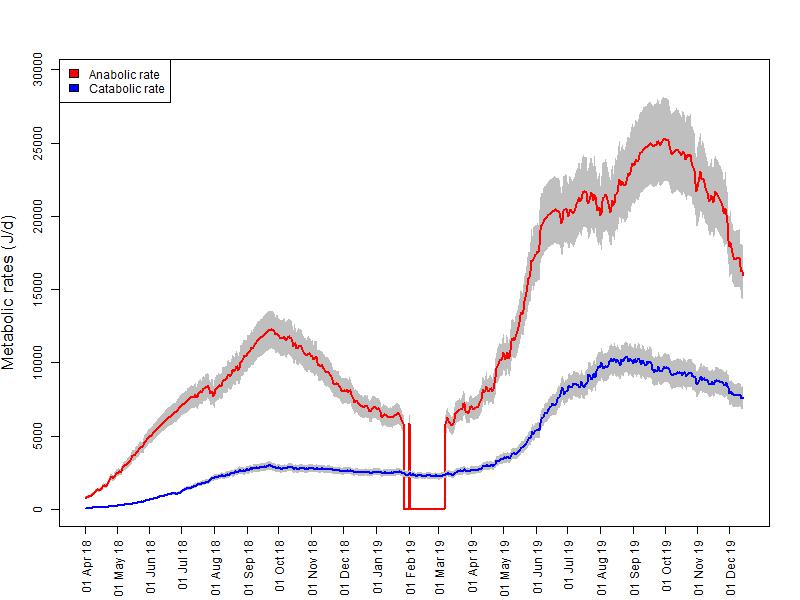 Anabolic rate
Catabolic rate
Metabolic rates (J/d)
30000
25000
20000
15000
10000
5000
0
01 Apr 18
01 May 18
01 Jun 18
01 Jul 18
01 Aug 18
01 Sep 18
01 Oct 18
01 Nov 18
01 Dec 18
01 Jan 19
01 Feb 19
01 Mar 19
01 Apr 19
01 May 19
01 Jun 19
01 Jul 19
01 Aug 19
01 Sep 19
01 Oct 19
01 Nov 19
01 Dec 19